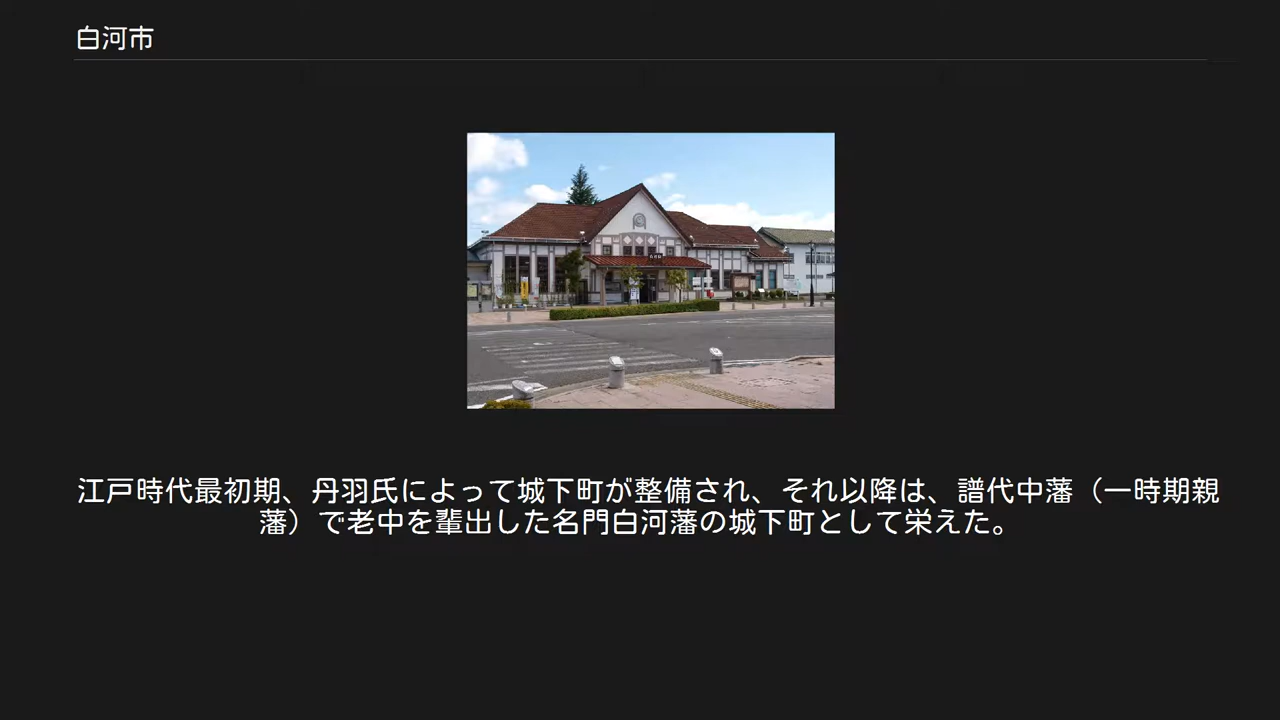 白河市
江戸時代最初期、丹羽氏によって城下町が整備され、それ以降は、譜代中藩（一時期親
藩）で老中を輩出した名門白河藩の城下町として栄えた。